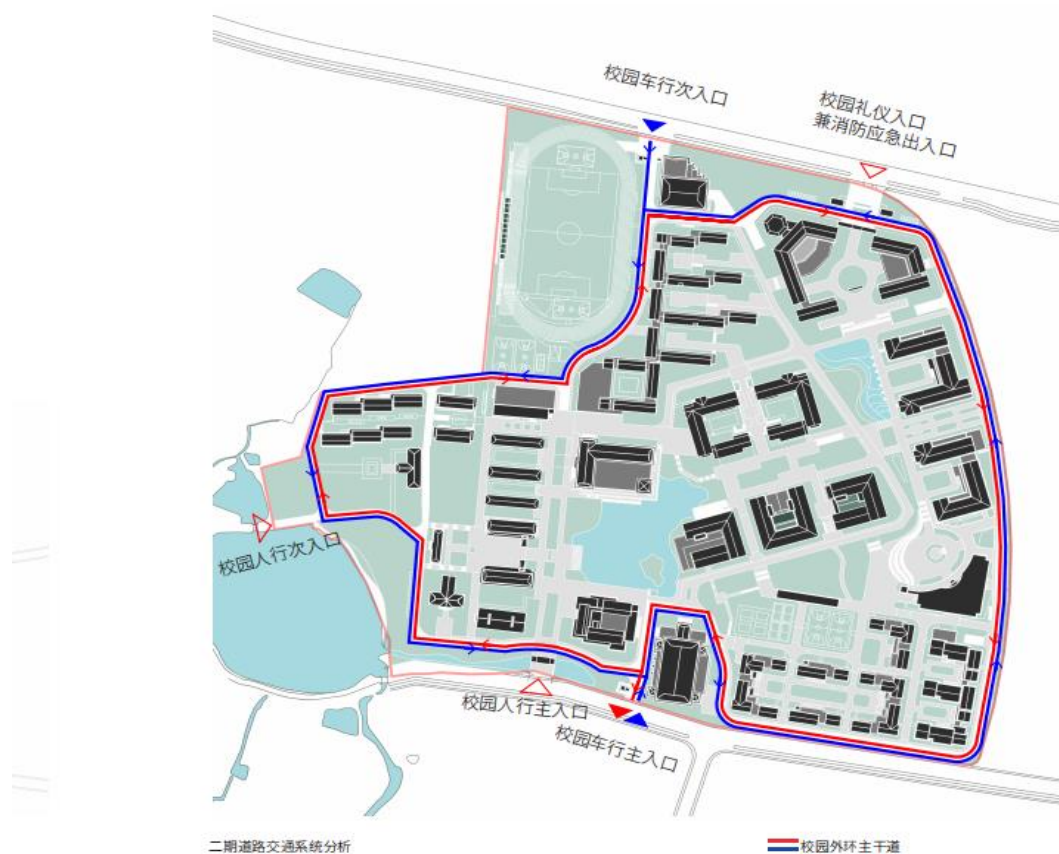 校园车行次入口
校园礼仪入口
兼消防应急出入口
校园人行次入口
校园人行主入口
校园车行主入口
二期道路交通系统分析
校园外环主干道